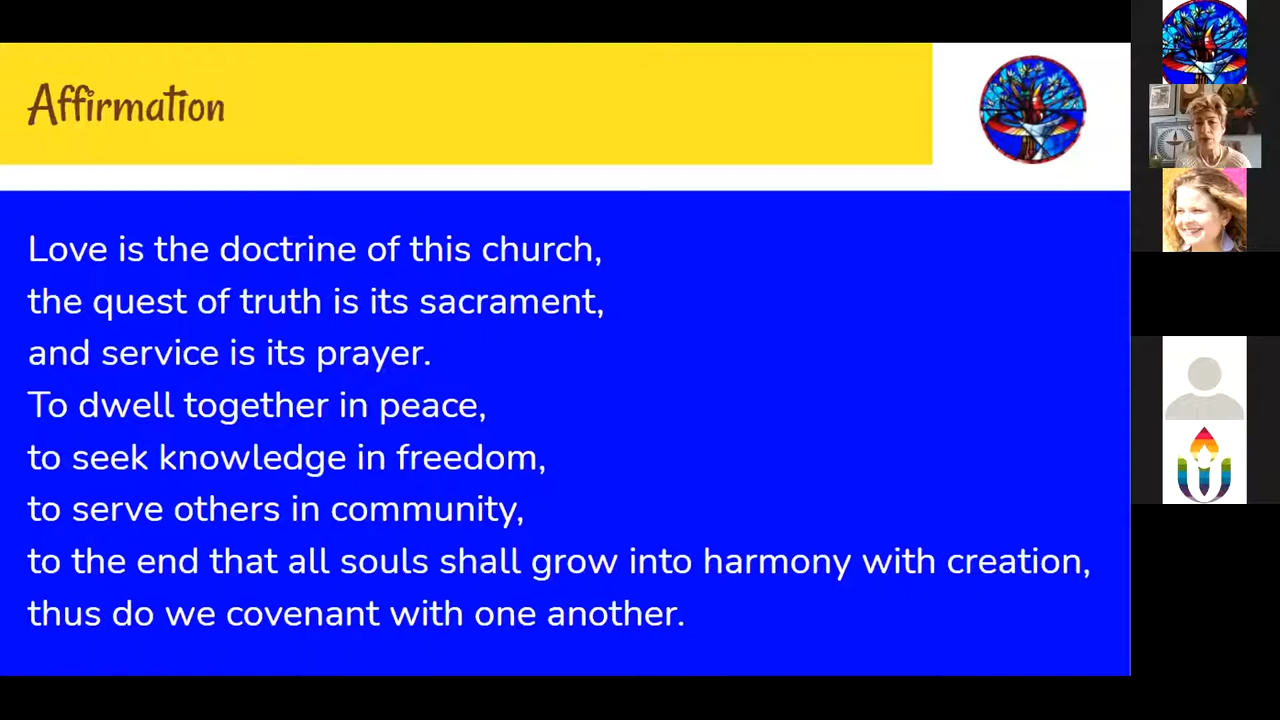 Affirmation
Love is the doctrine of this church,
the quest of truth is its sacrament,
and service is its prayer.
To dwell together in peace,
to seek knowledge in freedom,
to serve others in community,
to the end that all souls shall grow into harmony with creation,
thus do we covenant with one another.